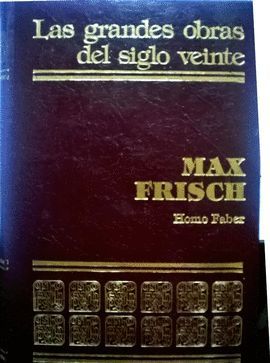 Las grandes obras
del siglo veinte
MAX
FRISCH
Homo Faber